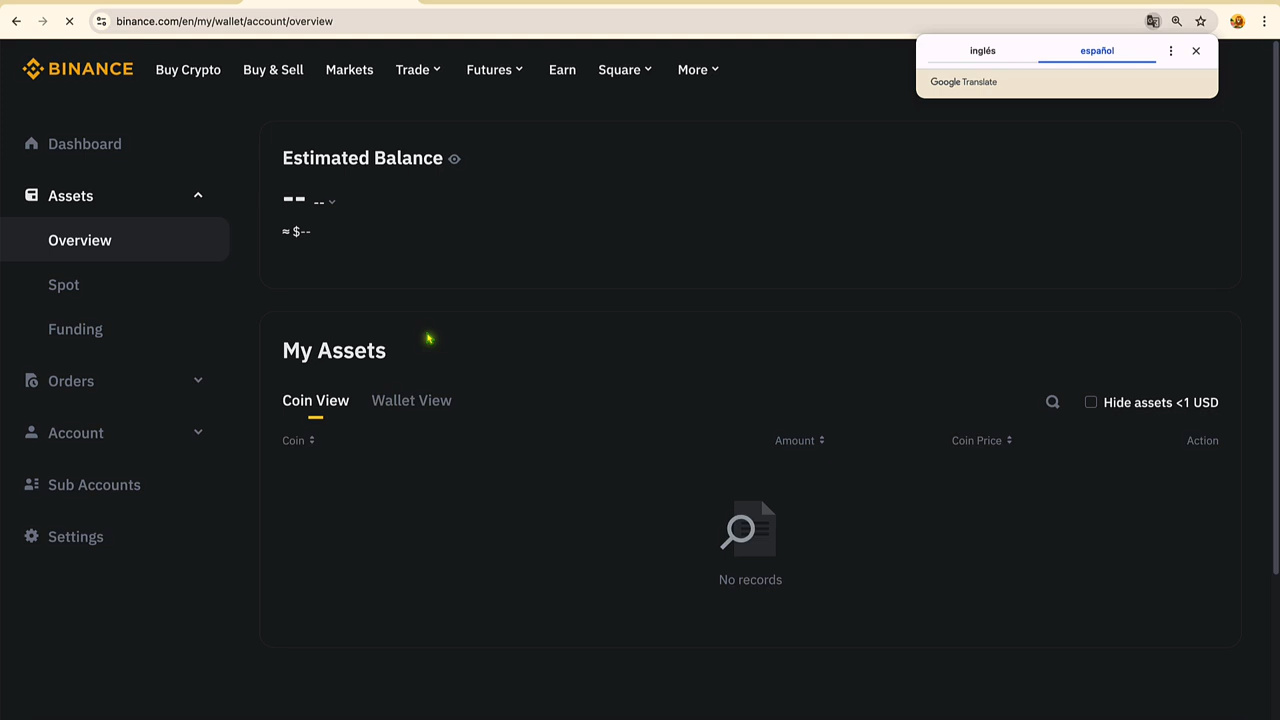 binance.com/en/my/wallet/account/overview
inglés
español
Google Translate
BINANCE
Buy Crypto
Buy & Sell
Markets
Trade
Futures
Earn
Square
More
Dashboard
Assets
Overview
Spot
Funding
Orders
Account
Sub Accounts
Settings
Estimated Balance
-- --
≈ $--
My Assets
Coin View
Wallet View
Hide assets <1 USD
Coin
Amount
Coin Price
Action
No records